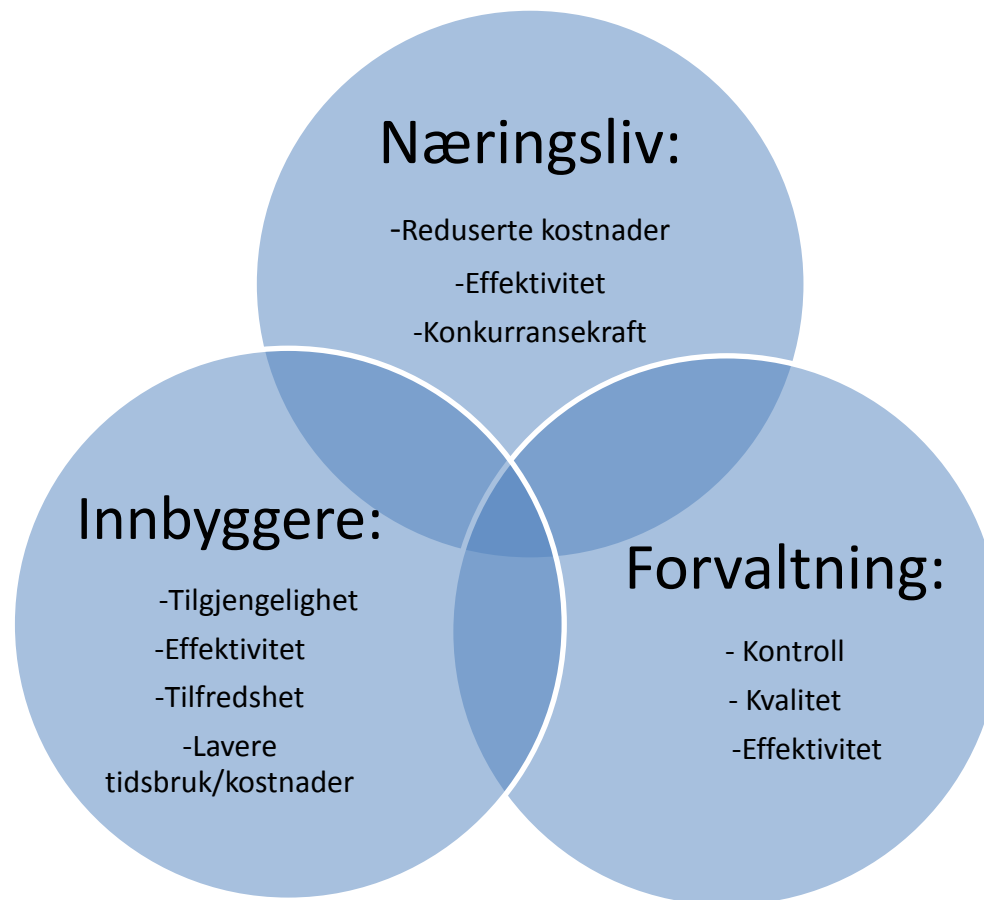 Næringsliv:
-Reduserte kostnader
-Effektivitet
-Konkurransekraft
Innbyggere:
-Tilgjengelighet
-Effektivitet
-Tilfredshet
-Lavere
tidsbruk/kostnader
Forvaltning:
- Kontroll
- Kvalitet
-Effektivitet